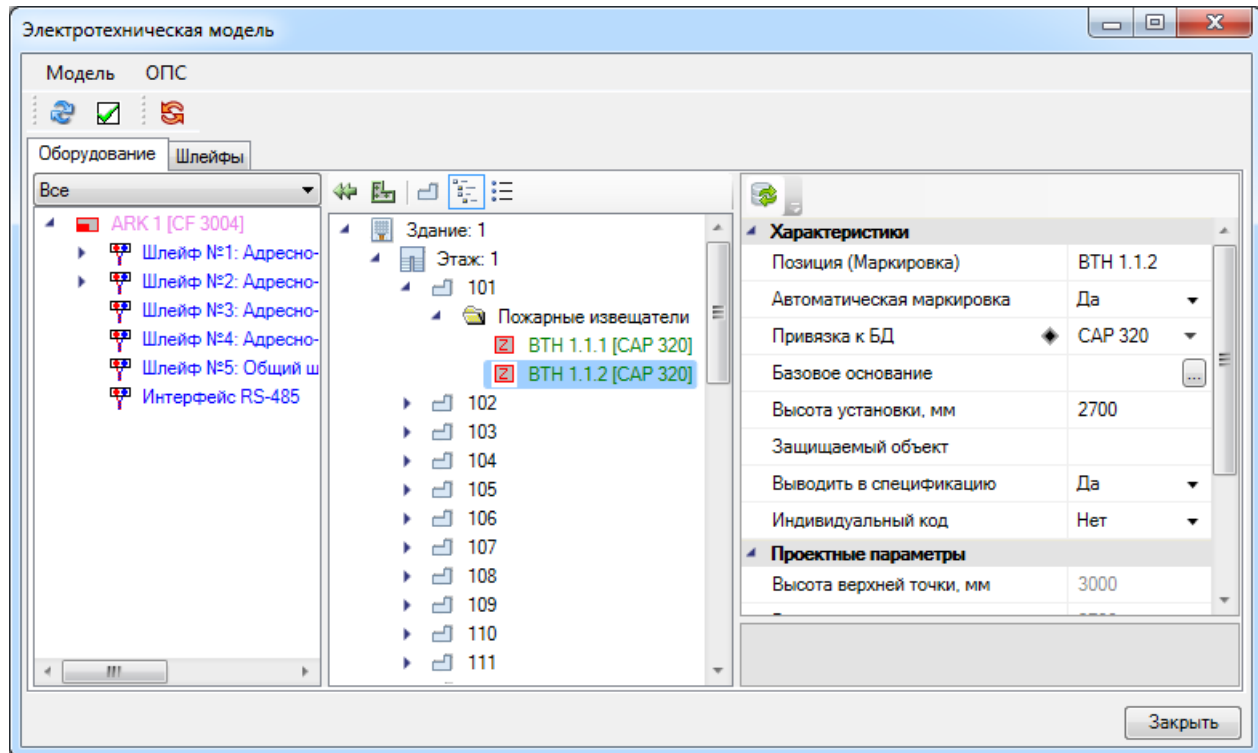 Электротехническая модель
Модель ОПС
Оборудование Шлейфы
Все
ARK 1 [CF 3004]
Шлейф №1: Адресно-
Шлейф №2: Адресно-
Шлейф №3: Адресно-
Шлейф №4: Адресно-
Шлейф №5: Общий ш
Интерфейс RS-485
Здание: 1
Этаж: 1
101
Пожарные извещатели
BTH 1.1.1 [CAP 320]
BTH 1.1.2 [CAP 320]
102
103
104
105
106
107
108
109
110
111
Характеристики
Позиция (Маркировка) BTH 1.1.2
Автоматическая маркировка Да
Привязка к БД CAP 320
Базовое основание ...
Высота установки, мм 2700
Защищаемый объект
Выводить в спецификацию Да
Индивидуальный код Нет
Проектные параметры
Высота верхней точки, мм 3000
Закрыть